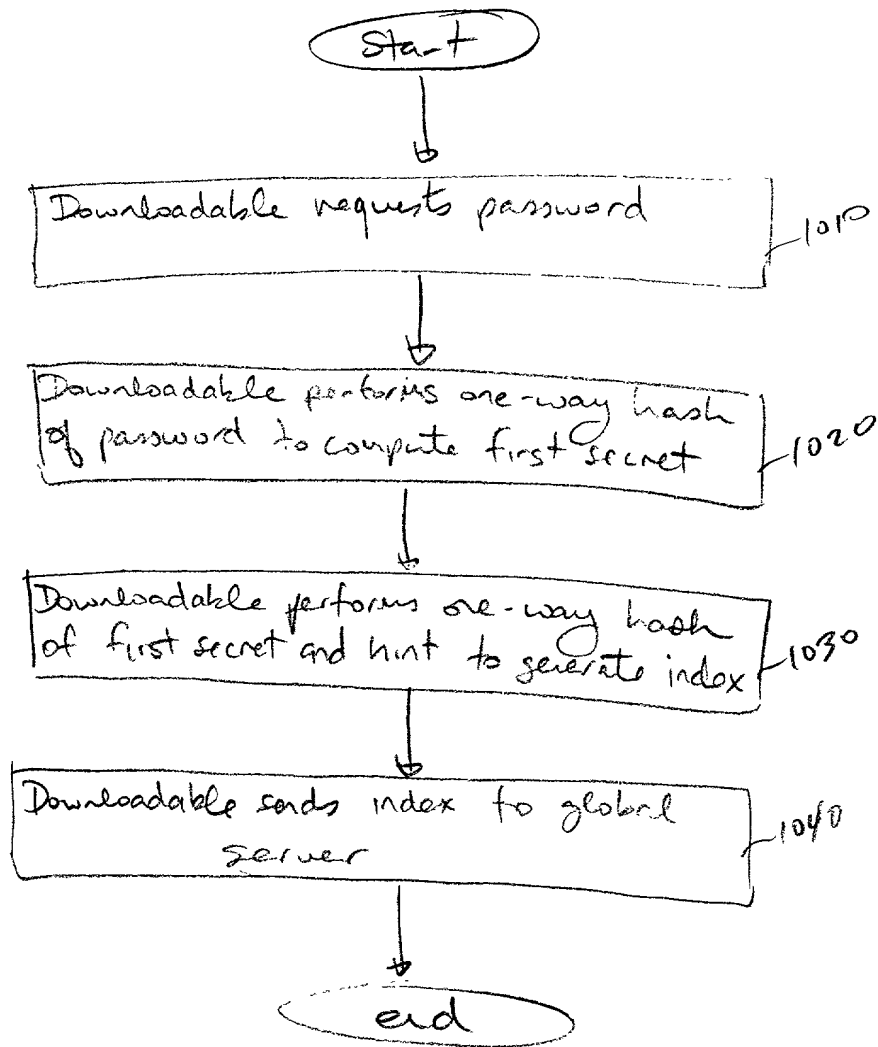 Start
Downloadable requests password
1010
Downloadable performs one-way hash
of password to compute first secret
1020
Downloadable performs one-way hash
of first secret and hint to generate index
1030
Downloadable sends index to global
server
1040
end